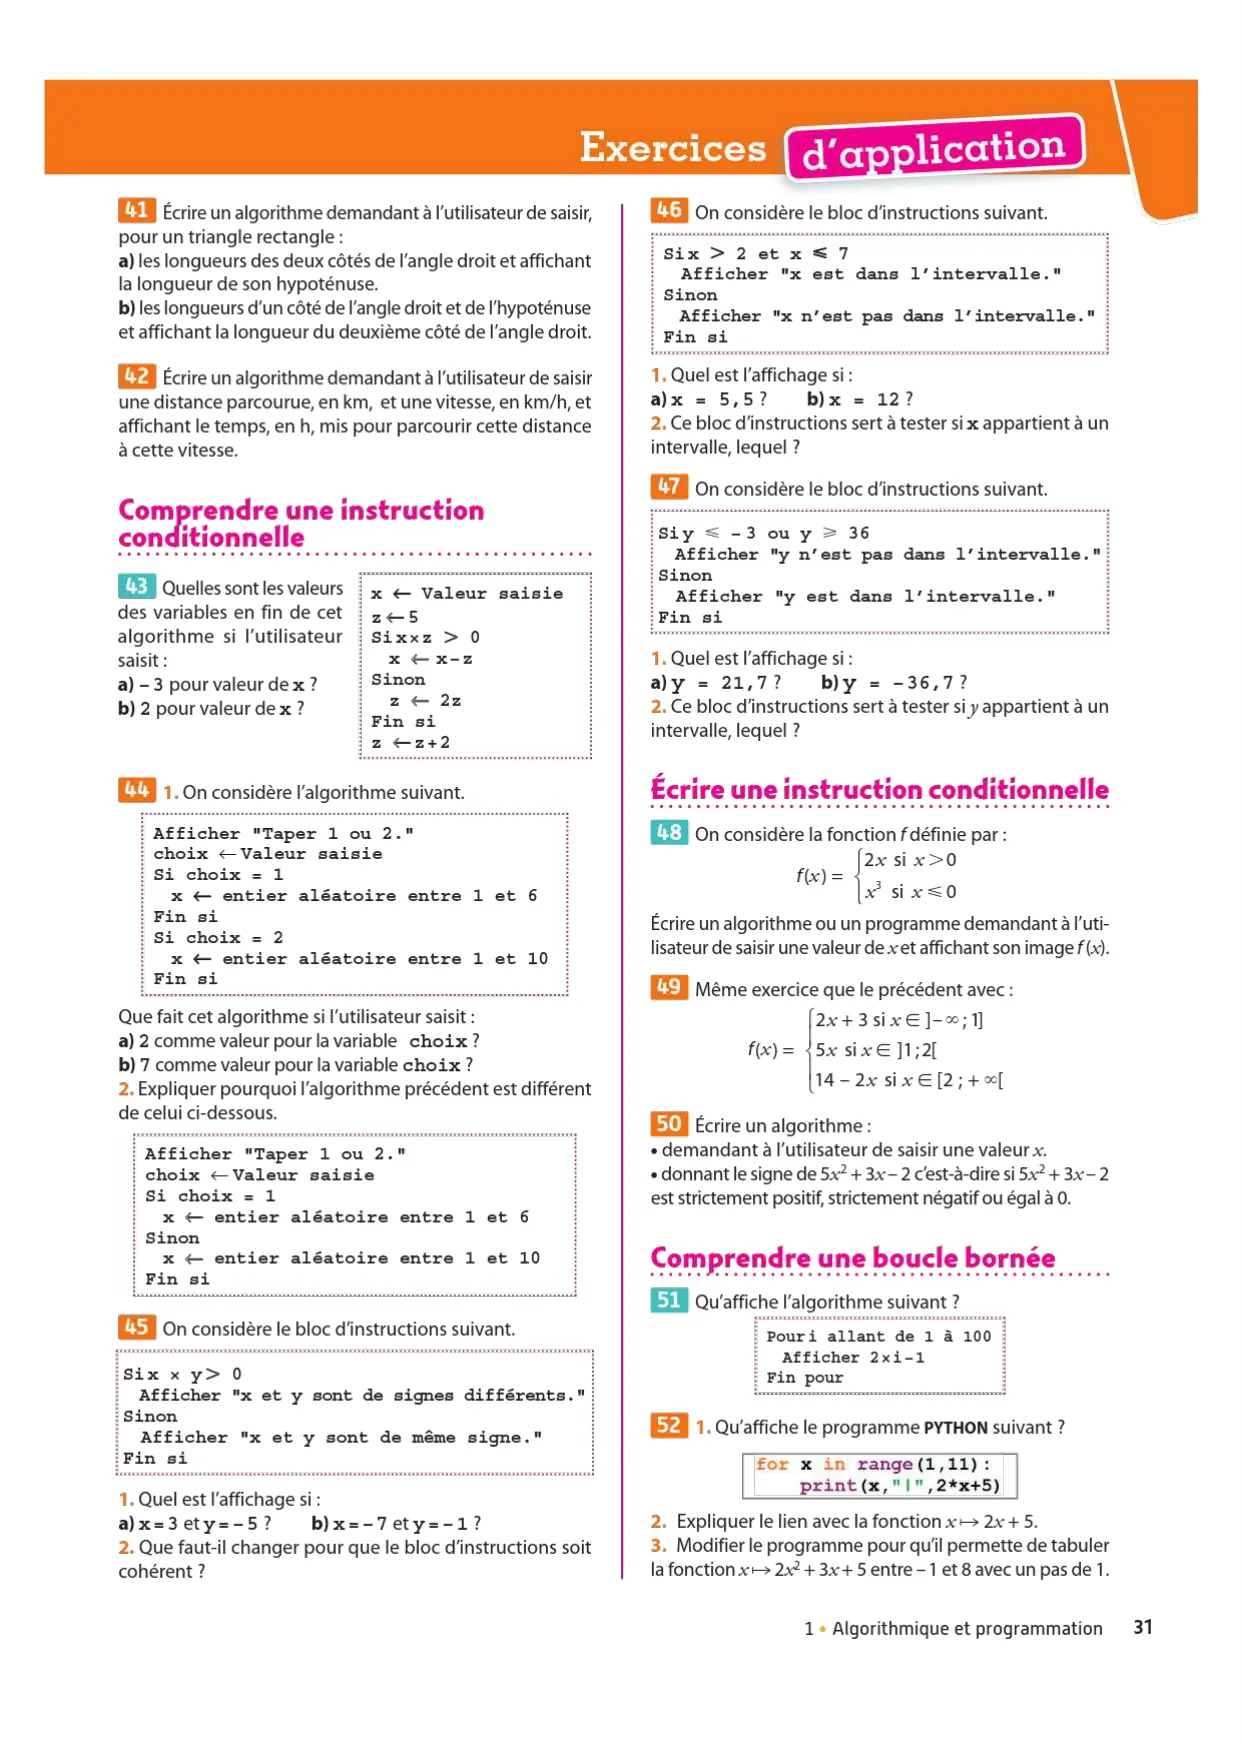 Exercices d'application
41 Écrire un algorithme demandant à l'utilisateur de saisir,
pour un triangle rectangle :
a) les longueurs des deux côtés de l'angle droit et affichant
la longueur de son hypoténuse.
b) les longueurs d'un côté de l'angle droit et de l'hypoténuse
et affichant la longueur du deuxième côté de l'angle droit.
42 Écrire un algorithme demandant à l'utilisateur de saisir
une distance parcourue, en km, et une vitesse, en km/h, et
affichant le temps, en h, mis pour parcourir cette distance
à cette vitesse.
Comprendre une instruction
conditionnelle
43 Quelles sont les valeurs
des variables en fin de cet
algorithme si l'utilisateur
saisit :
a) – 3 pour valeur de x ?
b) 2 pour valeur de x ?
x ← Valeur saisie
z ← 5
Si x×z > 0
x ← x–z
Sinon
z ← 2z
Fin si
z ← z+2
44 1. On considère l'algorithme suivant.
Afficher "Taper 1 ou 2."
choix ← Valeur saisie
Si choix = 1
x ← entier aléatoire entre 1 et 6
Fin si
Si choix = 2
x ← entier aléatoire entre 1 et 10
Fin si
Que fait cet algorithme si l'utilisateur saisit :
a) 2 comme valeur pour la variable choix ?
b) 7 comme valeur pour la variable choix ?
2. Expliquer pourquoi l'algorithme précédent est différent
de celui ci-dessous.
Afficher "Taper 1 ou 2."
choix ← Valeur saisie
Si choix = 1
x ← entier aléatoire entre 1 et 6
Sinon
x ← entier aléatoire entre 1 et 10
Fin si
45 On considère le bloc d'instructions suivant.
Si x × y > 0
Afficher "x et y sont de signes différents."
Sinon
Afficher "x et y sont de même signe."
Fin si
1. Quel est l'affichage si :
a) x = 3 et y = – 5 ? b) x = – 7 et y = – 1 ?
2. Que faut-il changer pour que le bloc d'instructions soit
cohérent ?
46 On considère le bloc d'instructions suivant.
Si x > 2 et x ⩽ 7
Afficher "x est dans l'intervalle."
Sinon
Afficher "x n'est pas dans l'intervalle."
Fin si
1. Quel est l'affichage si :
a) x = 5,5 ? b) x = 12 ?
2. Ce bloc d'instructions sert à tester si x appartient à un
intervalle, lequel ?
47 On considère le bloc d'instructions suivant.
Si y ⩽ –3 ou y ⩾ 36
Afficher "y n'est pas dans l'intervalle."
Sinon
Afficher "y est dans l'intervalle."
Fin si
1. Quel est l'affichage si :
a) y = 21,7 ? b) y = –36,7 ?
2. Ce bloc d'instructions sert à tester si y appartient à un
intervalle, lequel ?
Écrire une instruction conditionnelle
48 On considère la fonction f définie par :
f(x) = { 2x si x > 0
x³ si x ⩽ 0
Écrire un algorithme ou un programme demandant à l'uti-
lisateur de saisir une valeur de x et affichant son image f (x).
49 Même exercice que le précédent avec :
f(x) = { 2x + 3 si x ∈ ]– ∞ ; 1]
5x si x ∈ ]1 ; 2[
14 – 2x si x ∈ [2 ; + ∞[
50 Écrire un algorithme :
• demandant à l'utilisateur de saisir une valeur x.
• donnant le signe de 5x² + 3x – 2 c'est-à-dire si 5x² + 3x – 2
est strictement positif, strictement négatif ou égal à 0.
Comprendre une boucle bornée
51 Qu'affiche l'algorithme suivant ?
Pour i allant de 1 à 100
Afficher 2×i–1
Fin pour
52 1. Qu'affiche le programme PYTHON suivant ?
for x in range(1,11):
print(x,"|",2*x+5)
2. Expliquer le lien avec la fonction x ↦ 2x + 5.
3. Modifier le programme pour qu'il permette de tabuler
la fonction x ↦ 2x² + 3x + 5 entre – 1 et 8 avec un pas de 1.
1 • Algorithmique et programmation 31